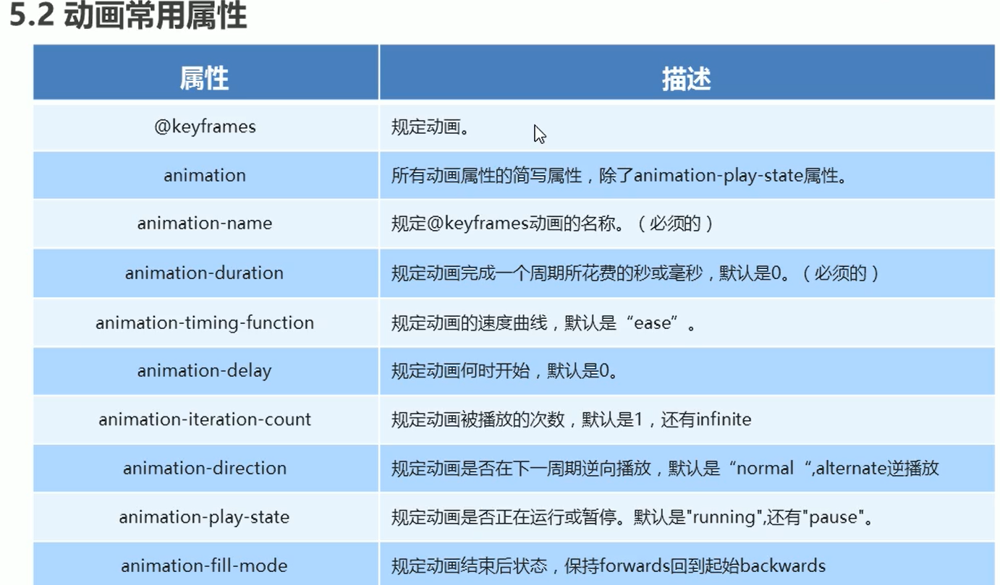 5.2 动画常用属性
属性 描述
@keyframes 规定动画。
animation 所有动画属性的简写属性，除了animation-play-state属性。
animation-name 规定@keyframes动画的名称。（必须的）
animation-duration 规定动画完成一个周期所花费的秒或毫秒，默认是0。（必须的）
animation-timing-function 规定动画的速度曲线，默认是“ease”。
animation-delay 规定动画何时开始，默认是0。
animation-iteration-count 规定动画被播放的次数，默认是1，还有infinite
animation-direction 规定动画是否在下一周期逆向播放，默认是“normal “,alternate逆播放
animation-play-state 规定动画是否正在运行或暂停。默认是"running",还有"pause"。
animation-fill-mode 规定动画结束后状态，保持forwards回到起始backwards